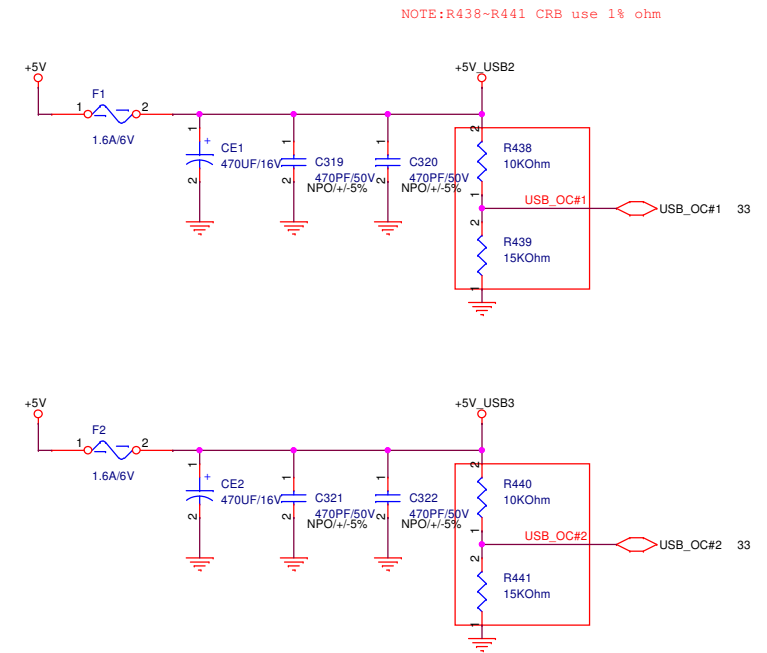 NOTE:R438~R441 CRB use 1% ohm
+5V
+5V_USB2
F1
1
2
1.6A/6V
1
+
CE1
470UF/16V
2
1
C319
470PF/50V
2
NPO/+/-5%
1
C320
470PF/50V
2
NPO/+/-5%
2
R438
10KOhm
1
USB_OC#1
USB_OC#1 33
2
R439
15KOhm
1
+5V
+5V_USB3
F2
1
2
1.6A/6V
1
+
CE2
470UF/16V
2
1
C321
470PF/50V
2
NPO/+/-5%
1
C322
470PF/50V
2
NPO/+/-5%
2
R440
10KOhm
1
USB_OC#2
USB_OC#2 33
2
R441
15KOhm
1